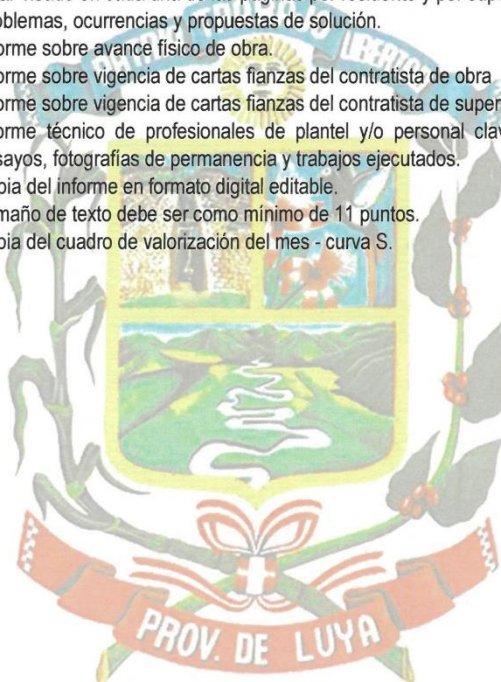 oblemas, ocurrencias y propuestas de solución.
orme sobre avance físico de obra.
orme sobre vigencia de cartas fianzas del contratista de obra
orme sobre vigencia de cartas fianzas del contratista de super
orme técnico de profesionales de plantel y/o personal clav
sayos, fotografías de permanencia y trabajos ejecutados.
pia del informe en formato digital editable.
maño de texto debe ser como mínimo de 11 puntos.
pia del cuadro de valorización del mes - curva S.
PROV. DE LUYA